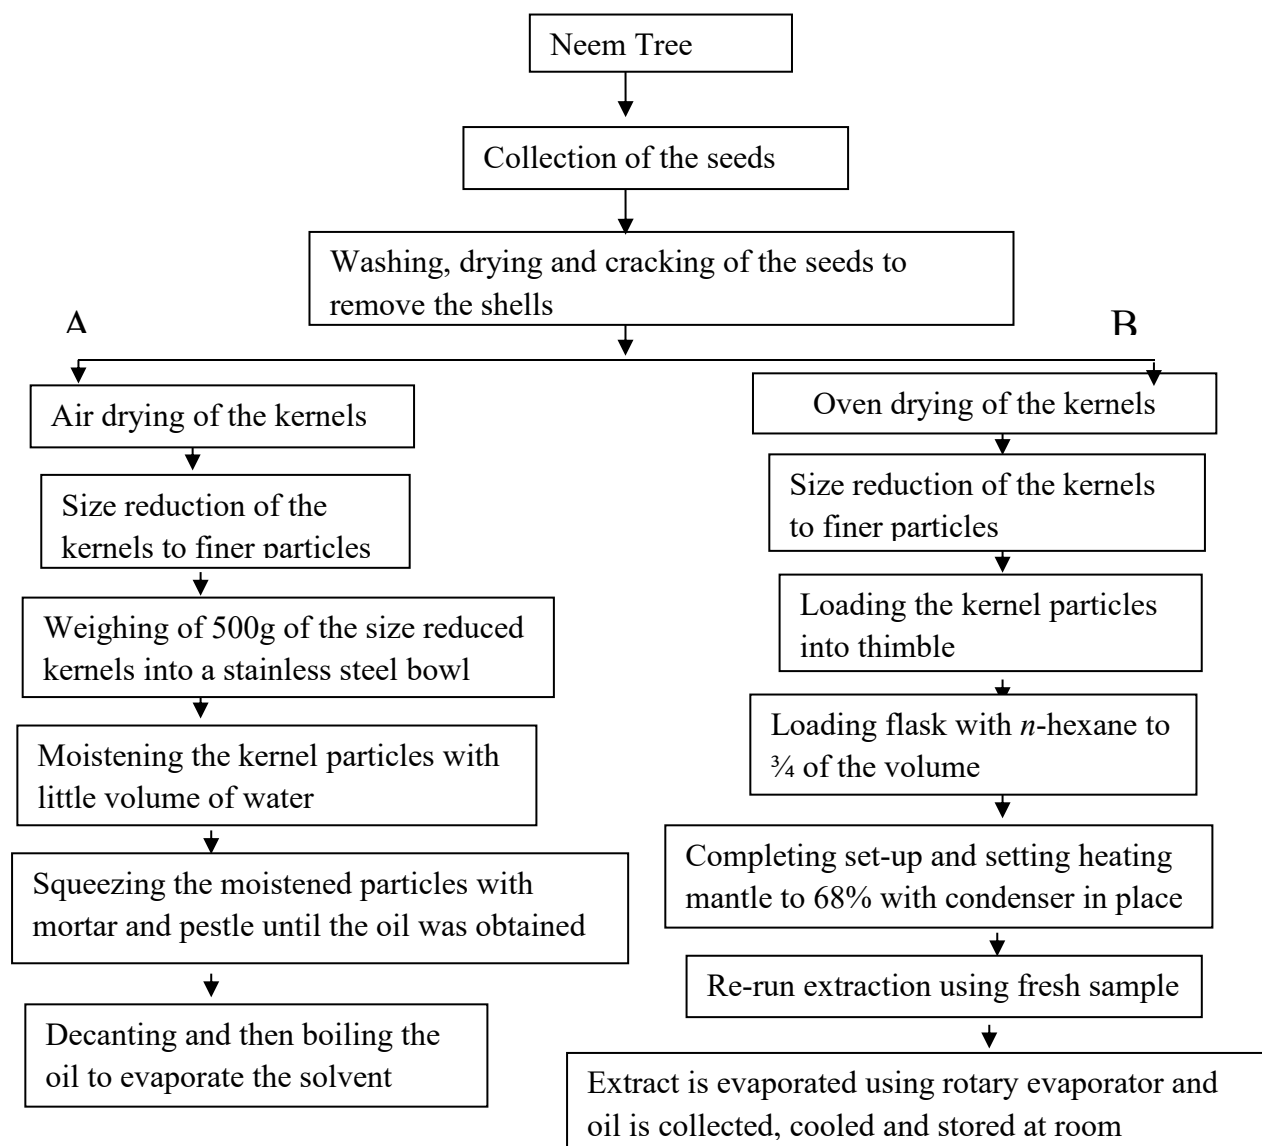 Neem Tree
Collection of the seeds
Washing, drying and cracking of the seeds to
remove the shells
A
B
Air drying of the kernels
Size reduction of the
kernels to finer particles
Weighing of 500g of the size reduced
kernels into a stainless steel bowl
Moistening the kernel particles with
little volume of water
Squeezing the moistened particles with
mortar and pestle until the oil was obtained
Decanting and then boiling the
oil to evaporate the solvent
Oven drying of the kernels
Size reduction of the kernels
to finer particles
Loading the kernel particles
into thimble
Loading flask with n-hexane to
¾ of the volume
Completing set-up and setting heating
mantle to 68% with condenser in place
Re-run extraction using fresh sample
Extract is evaporated using rotary evaporator and
oil is collected, cooled and stored at room